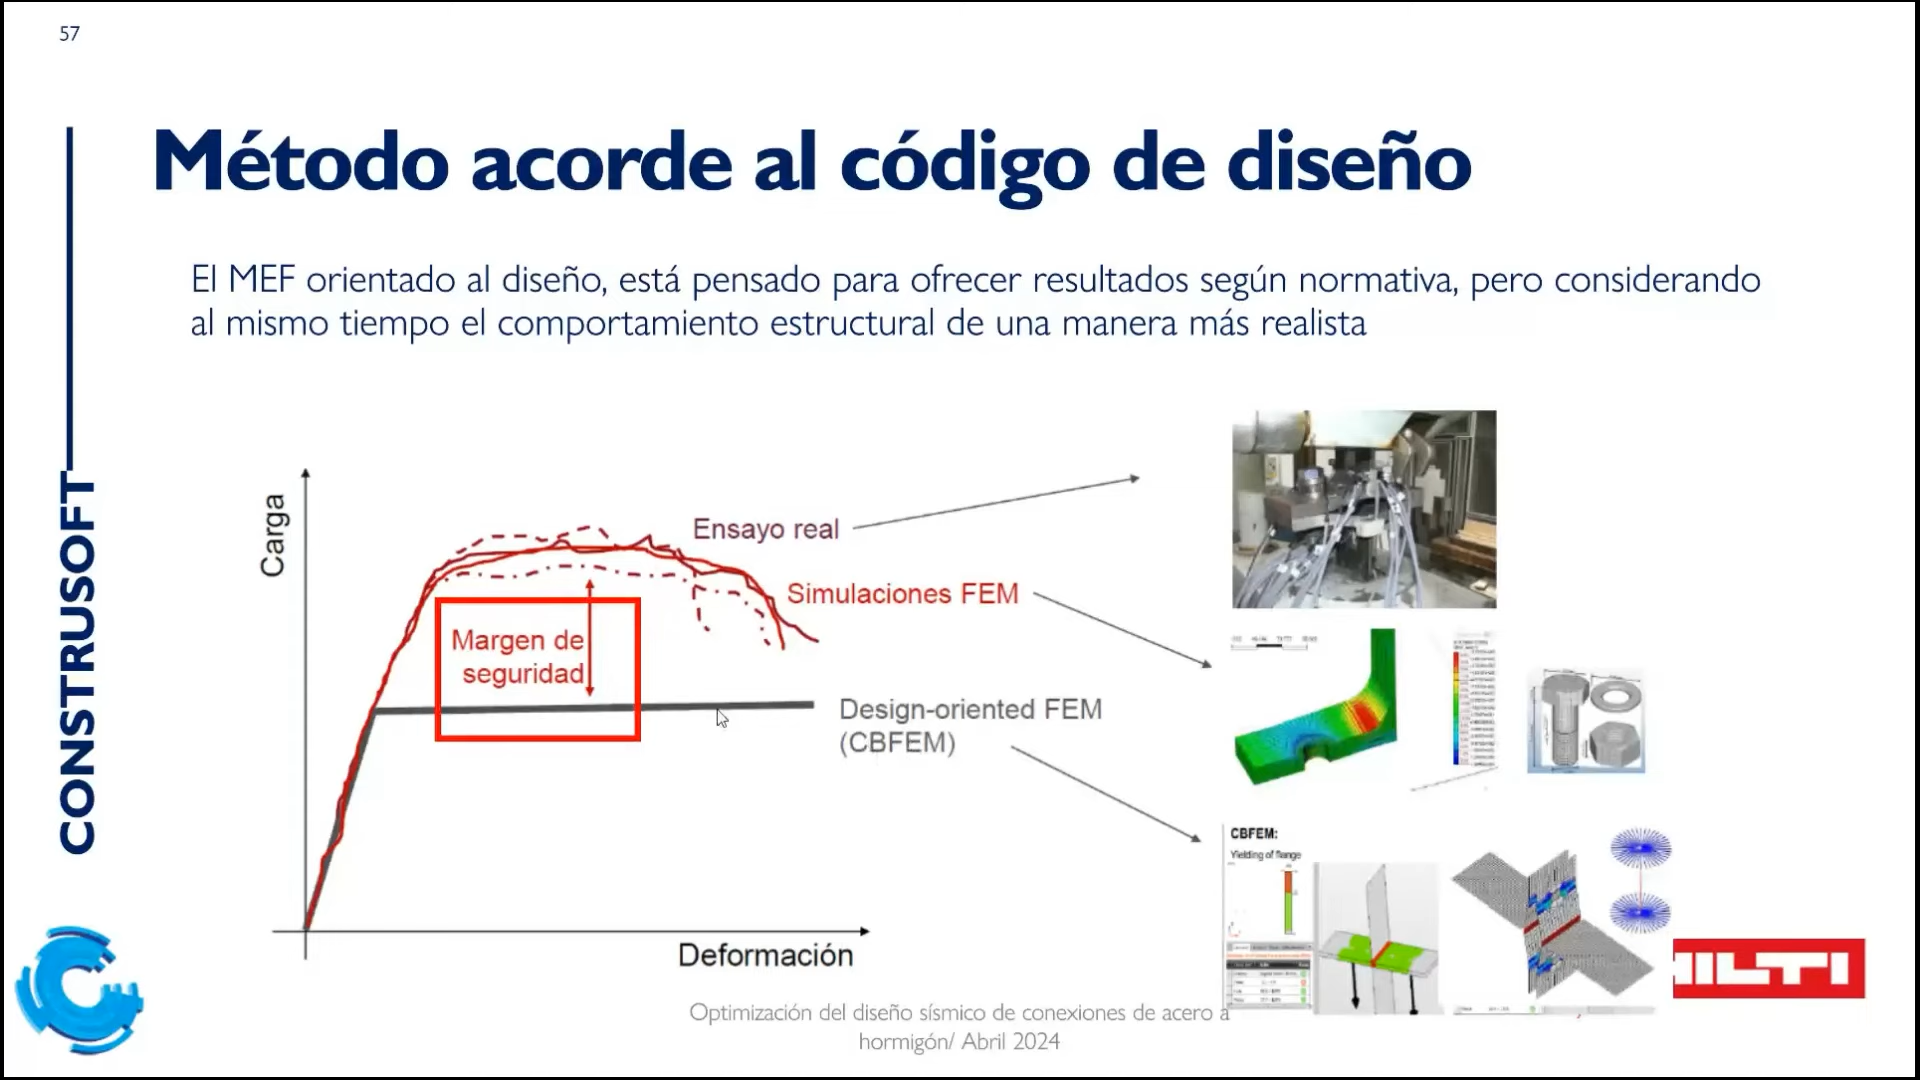 57
Método acorde al código de diseño
El MEF orientado al diseño, está pensado para ofrecer resultados según normativa, pero considerando
al mismo tiempo el comportamiento estructural de una manera más realista
CONSTRUSOFT
Carga
Ensayo real
Simulaciones FEM
Margen de
seguridad
Design-oriented FEM
(CBFEM)
Deformación
CBFEM:
Yielding of flange
HILTI
Optimización del diseño sísmico de conexiones de acero a
hormigón/ Abril 2024